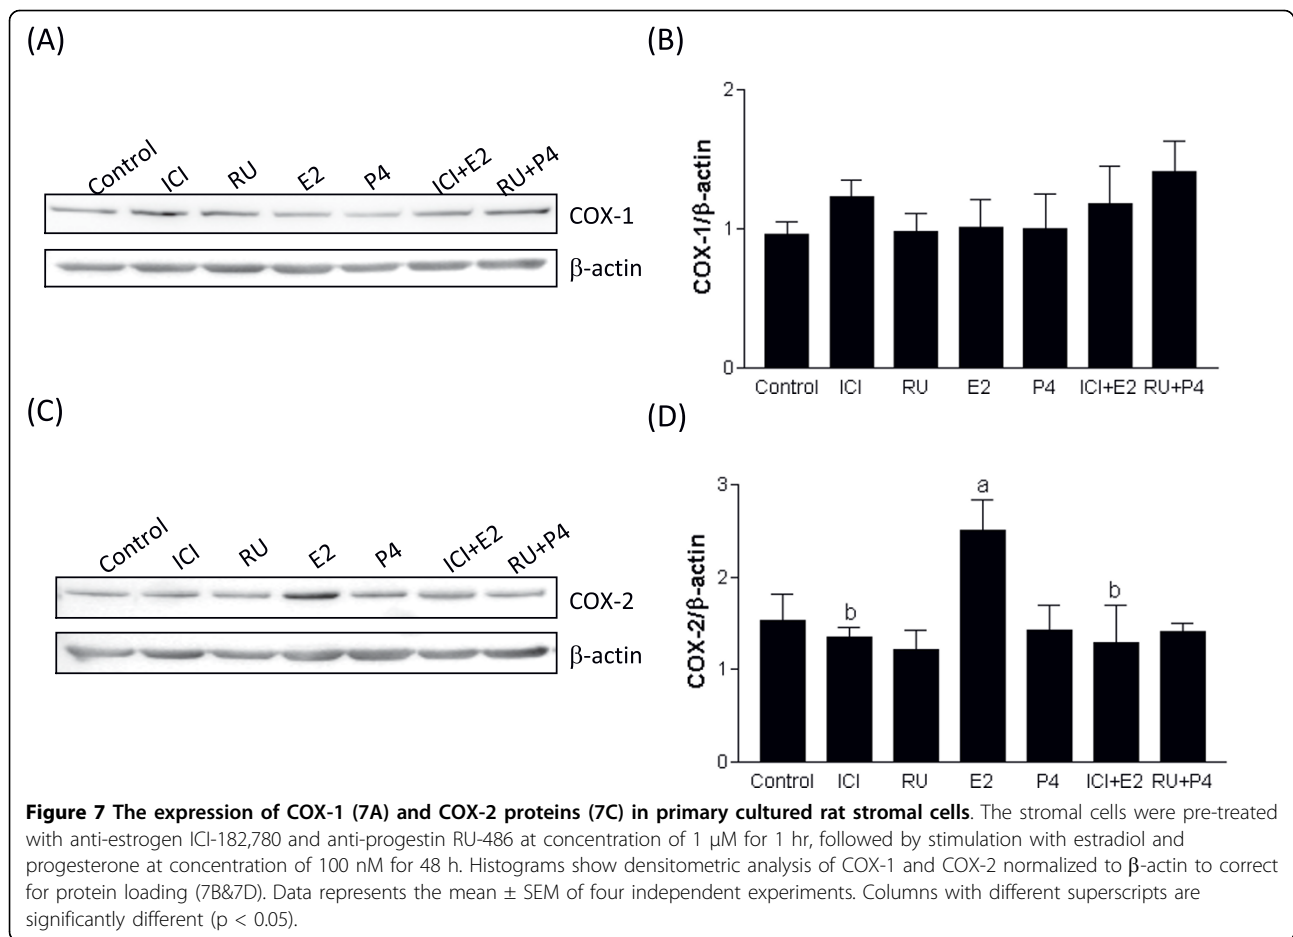 (A)
Control ICI RU E2 P4 ICI+E2 RU+P4
COX-1
β-actin
(B)
COX-1/β-actin
2
1
0
Control ICI RU E2 P4 ICI+E2 RU+P4
(C)
Control ICI RU E2 P4 ICI+E2 RU+P4
COX-2
β-actin
(D)
COX-2/β-actin
3
2
1
0
a
b
b
Control ICI RU E2 P4 ICI+E2 RU+P4
Figure 7 The expression of COX-1 (7A) and COX-2 proteins (7C) in primary cultured rat stromal cells. The stromal cells were pre-treated
with anti-estrogen ICI-182,780 and anti-progestin RU-486 at concentration of 1 μM for 1 hr, followed by stimulation with estradiol and
progesterone at concentration of 100 nM for 48 h. Histograms show densitometric analysis of COX-1 and COX-2 normalized to β-actin to correct
for protein loading (7B&7D). Data represents the mean ± SEM of four independent experiments. Columns with different superscripts are
significantly different (p < 0.05).